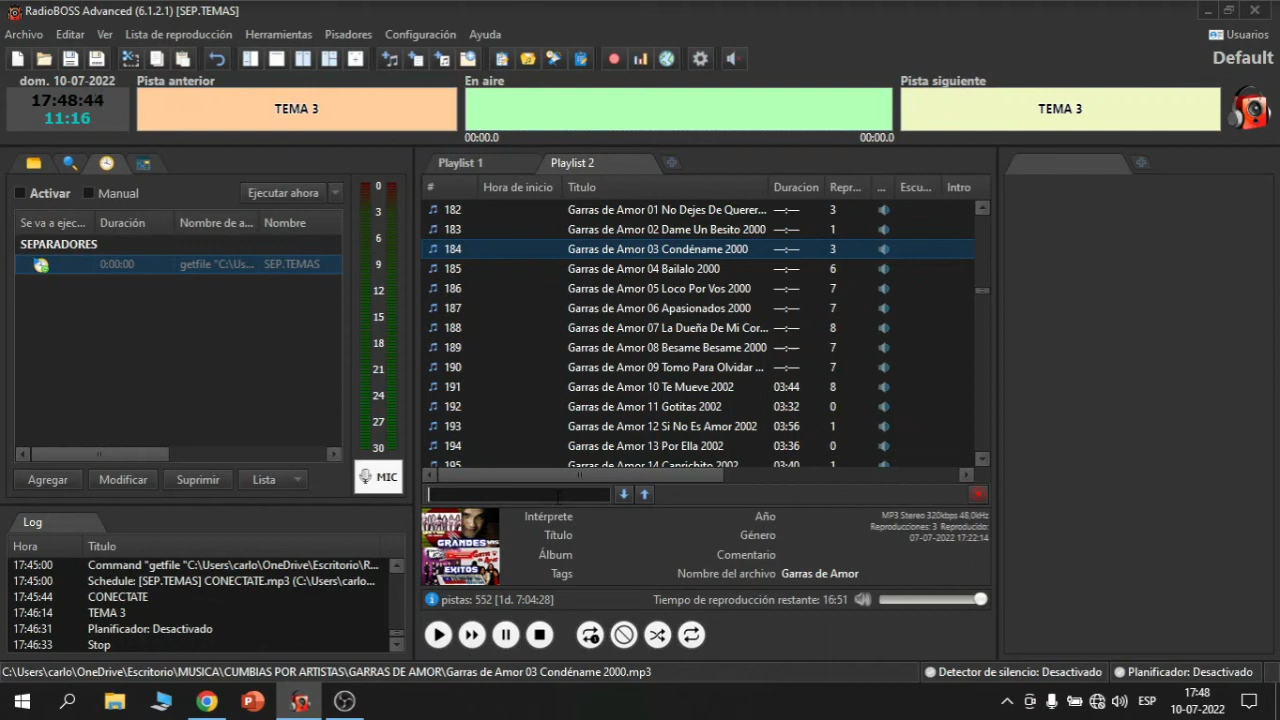 RadioBOSS Advanced (6.1.2.1) [SEP.TEMAS]
Archivo Editar Ver Lista de reproducción Herramientas Pisadores Configuración Ayuda Usuarios
Default
dom. 10-07-2022 Pista anterior En aire Pista siguiente
17:48:44
11:16
TEMA 3 TEMA 3
00:00.0 00:00.0
Playlist 1 Playlist 2
Activar Manual Ejecutar ahora
Se va a ejec... Duración Nombre de a... Nombre
SEPARADORES
0:00:00 getfile "C:\Us... SEP.TEMAS
Agregar Modificar Suprimir Lista
0
3
6
9
12
15
18
21
24
27
30
MIC
# Hora de inicio Titulo Duracion Repr... ... Escu... Intro
182 Garras de Amor 01 No Dejes De Querer... --:-- 3
183 Garras de Amor 02 Dame Un Besito 2000 --:-- 1
184 Garras de Amor 03 Condéname 2000 --:-- 3
185 Garras de Amor 04 Bailalo 2000 --:-- 6
186 Garras de Amor 05 Loco Por Vos 2000 --:-- 7
187 Garras de Amor 06 Apasionados 2000 --:-- 7
188 Garras de Amor 07 La Dueña De Mi Cor... --:-- 8
189 Garras de Amor 08 Besame Besame 2000 --:-- 7
190 Garras de Amor 09 Tomo Para Olvidar ... --:-- 7
191 Garras de Amor 10 Te Mueve 2002 03:44 8
192 Garras de Amor 11 Gotitas 2002 03:32 0
193 Garras de Amor 12 Si No Es Amor 2002 03:56 1
194 Garras de Amor 13 Por Ella 2002 03:36 0
195 Garras de Amor 14 Caprichito 2002 03:40 1
GRANDES
EXITOS
Intérprete Año
Título Género
Álbum Comentario
Tags Nombre del archivo Garras de Amor
MP3 Stereo 320kbps 48,0kHz
Reproducciones: 3 Reproducido:
07-07-2022 17:22:14
pistas: 552 [1d. 7:04:28] Tiempo de reproducción restante: 16:51
Log
Hora Titulo
17:45:00 Command "getfile "C:\Users\carlo\OneDrive\Escritorio\R...
17:45:00 Schedule: [SEP.TEMAS] CONECTATE.mp3 (C:\Users\carlo...
17:45:44 CONECTATE
17:46:14 TEMA 3
17:46:31 Planificador: Desactivado
17:46:33 Stop
C:\Users\carlo\OneDrive\Escritorio\MUSICA\CUMBIAS POR ARTISTAS\GARRAS DE AMOR\Garras de Amor 03 Condéname 2000.mp3 Detector de silencio: Desactivado Planificador: Desactivado
ESP 17:48
10-07-2022